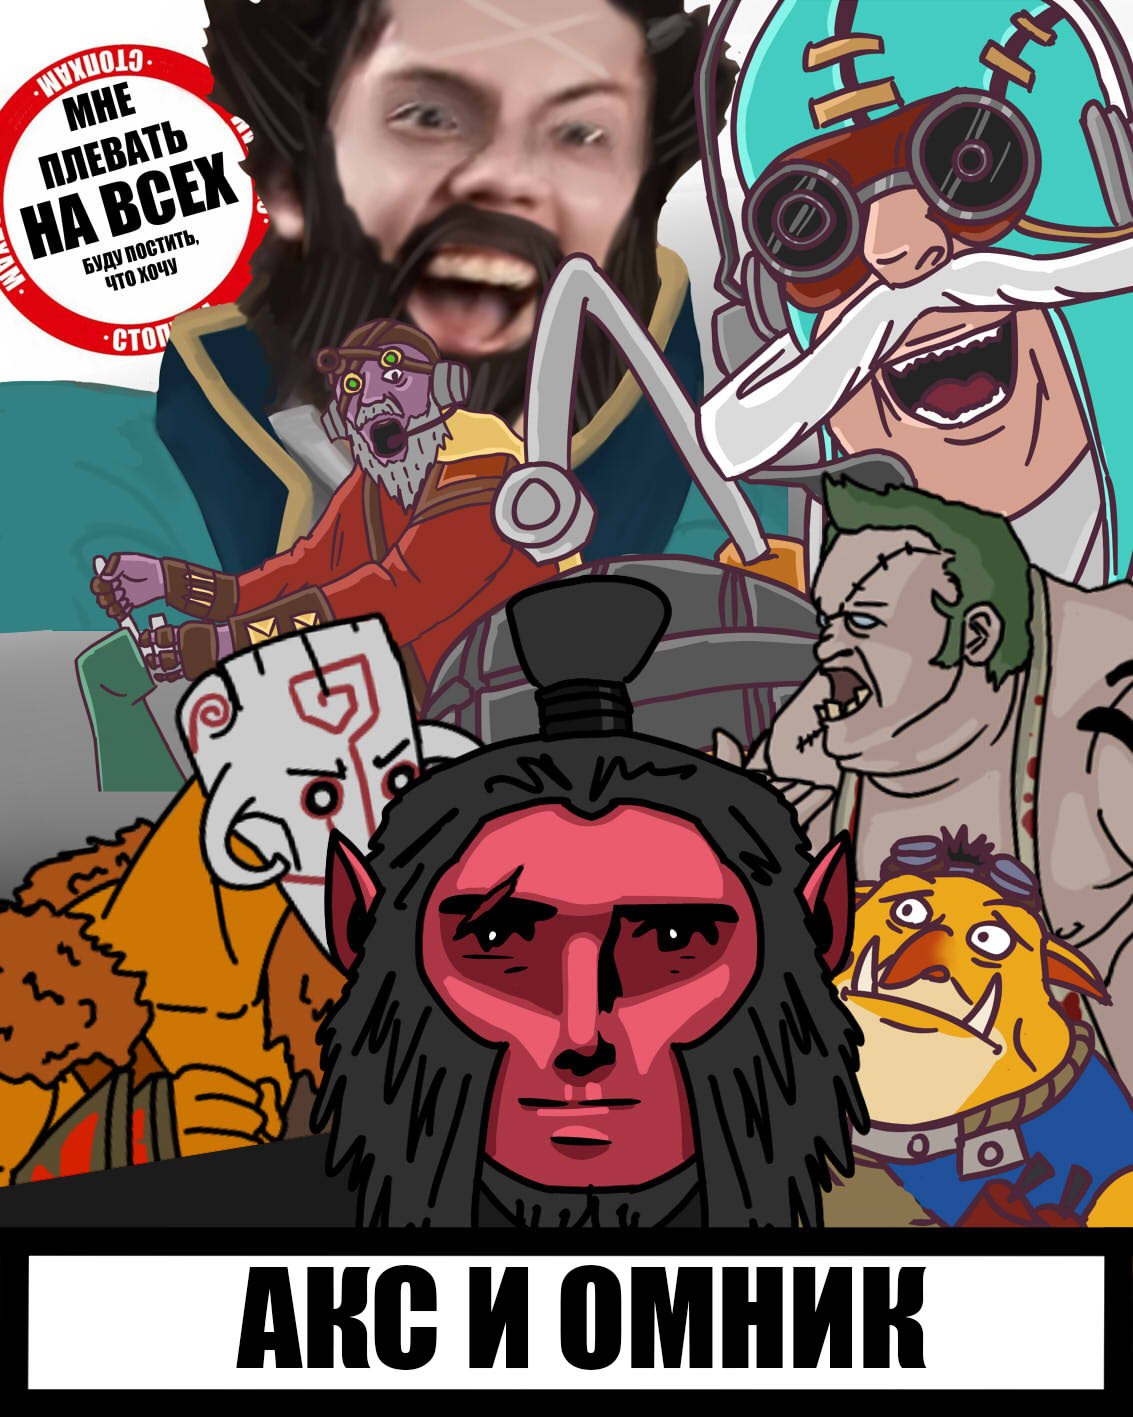 ·СТОПХАМ·
МНЕ
ПЛЕВАТЬ
НА ВСЕХ
БУДУ ПОСТИТЬ,
ЧТО ХОЧУ
АКС И ОМНИК